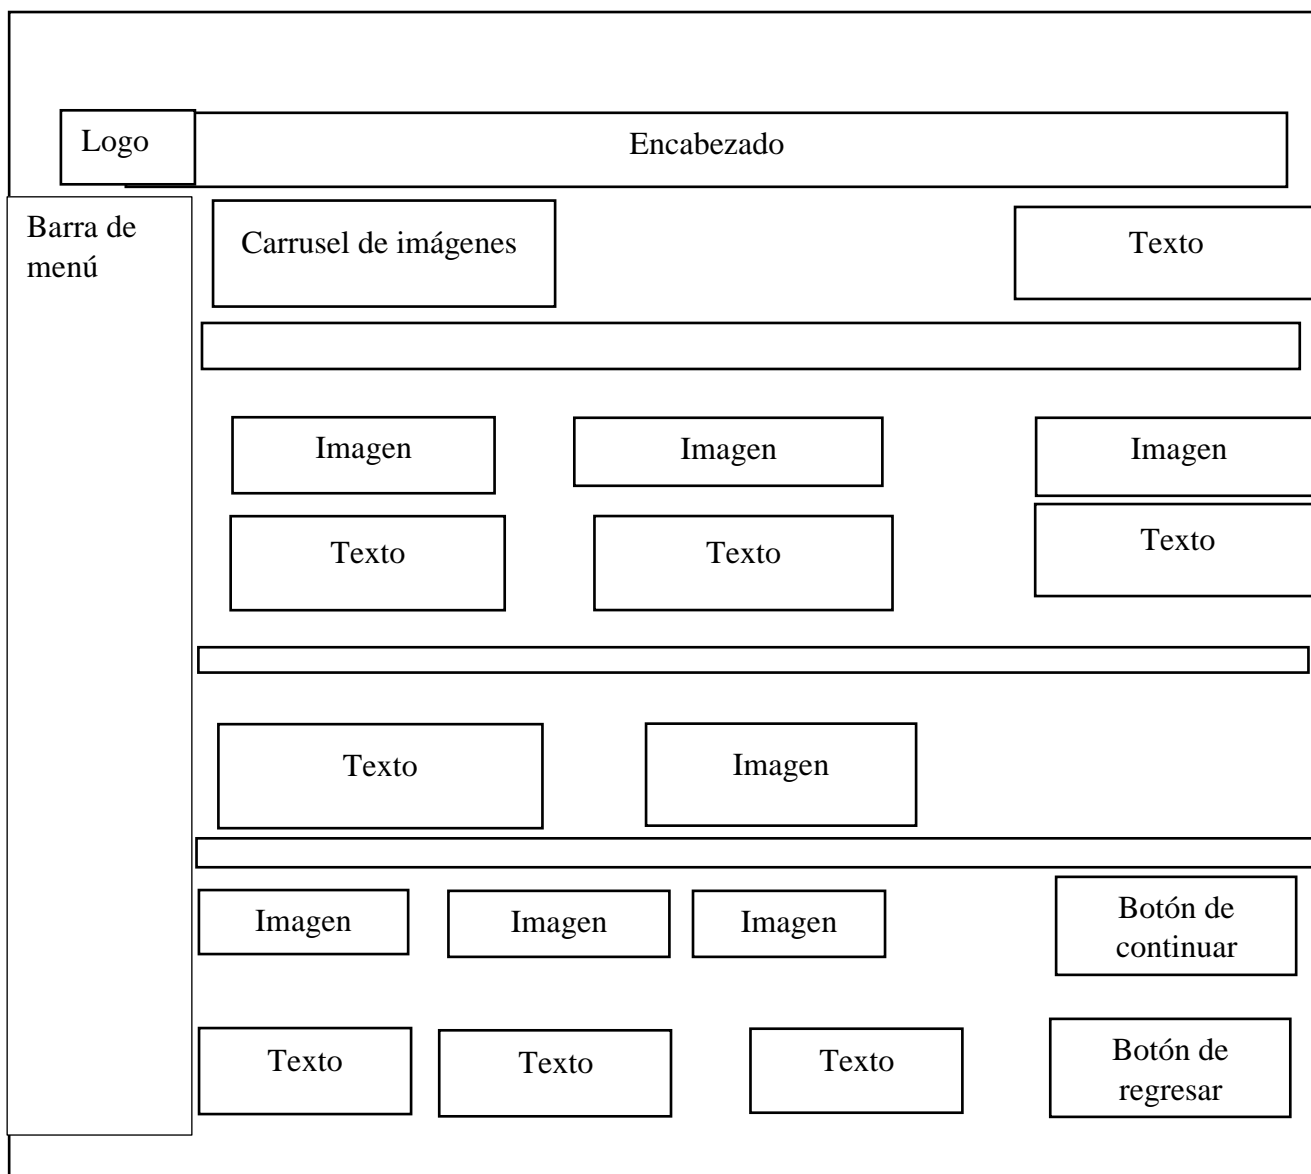 Logo
Encabezado
Barra de
menú
Carrusel de imágenes
Texto
Imagen
Imagen
Imagen
Texto
Texto
Texto
Texto
Imagen
Imagen
Imagen
Imagen
Botón de
continuar
Texto
Texto
Texto
Botón de
regresar